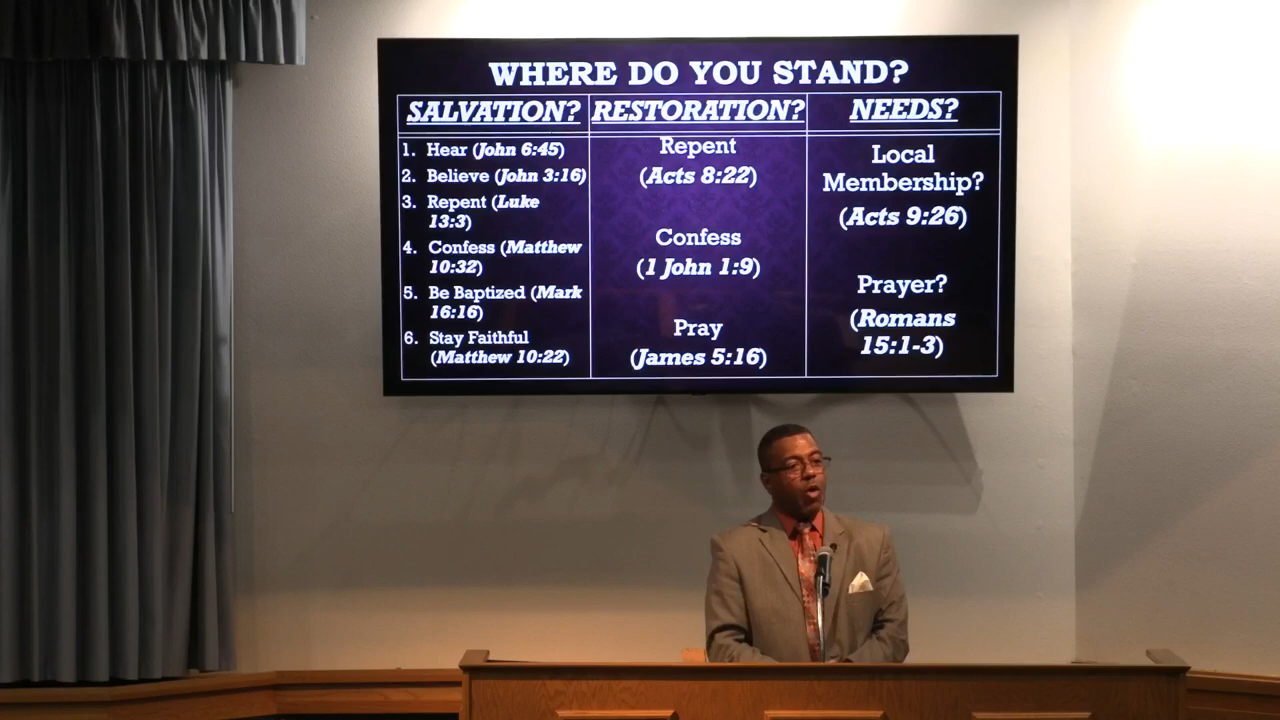 WHERE DO YOU STAND?
SALVATION?
1. Hear (John 6:45)
2. Believe (John 3:16)
3. Repent (Luke
13:3)
4. Confess (Matthew
10:32)
5. Be Baptized (Mark
16:16)
6. Stay Faithful
(Matthew 10:22)
RESTORATION?
Repent
(Acts 8:22)
Confess
(1 John 1:9)
Pray
(James 5:16)
NEEDS?
Local
Membership?
(Acts 9:26)
Prayer?
(Romans
15:1-3)